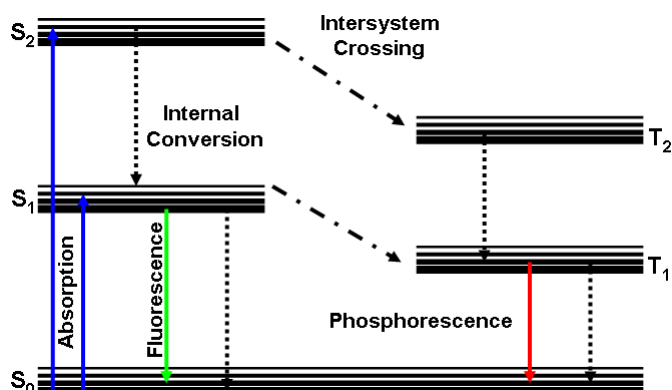 S2
Intersystem
Crossing
Internal
Conversion
T2
S1
T1
Absorption
Fluorescence
Phosphorescence
S0